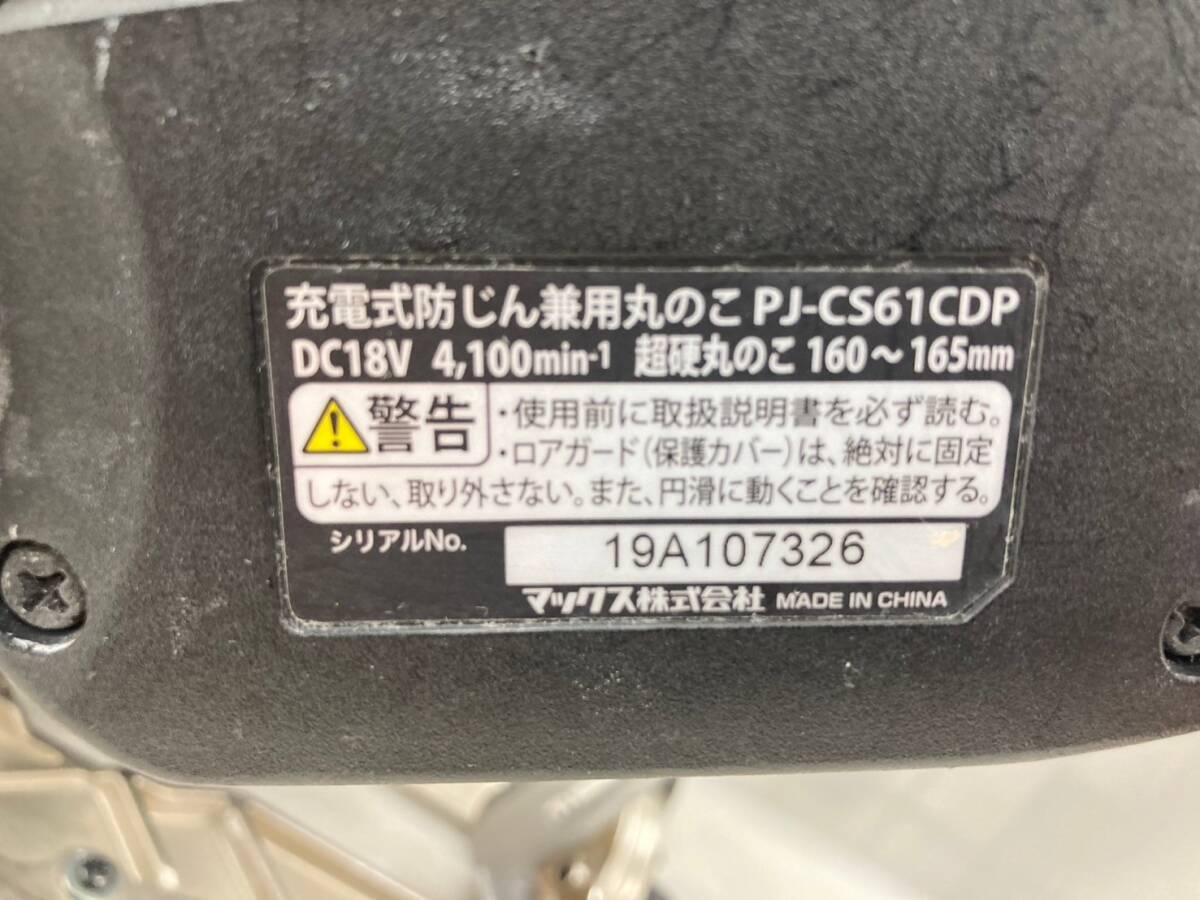 充電式防じん兼用丸のこ PJ-CS61CDP
DC18V 4,100min-1 超硬丸のこ 160～165mm
警告
・使用前に取扱説明書を必ず読む。
・ロアガード(保護カバー)は、絶対に固定
しない、取り外さない。また、円滑に動くことを確認する。
シリアルNo. 19A107326
マックス株式会社 MADE IN CHINA